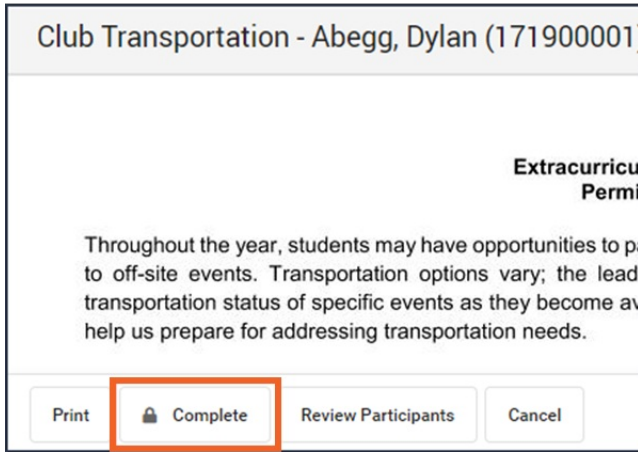 Club Transportation - Abegg, Dylan (171900001)
Extracurricu
Permi
Throughout the year, students may have opportunities to pa
to off-site events. Transportation options vary; the lead
transportation status of specific events as they become av
help us prepare for addressing transportation needs.
Print Complete Review Participants Cancel